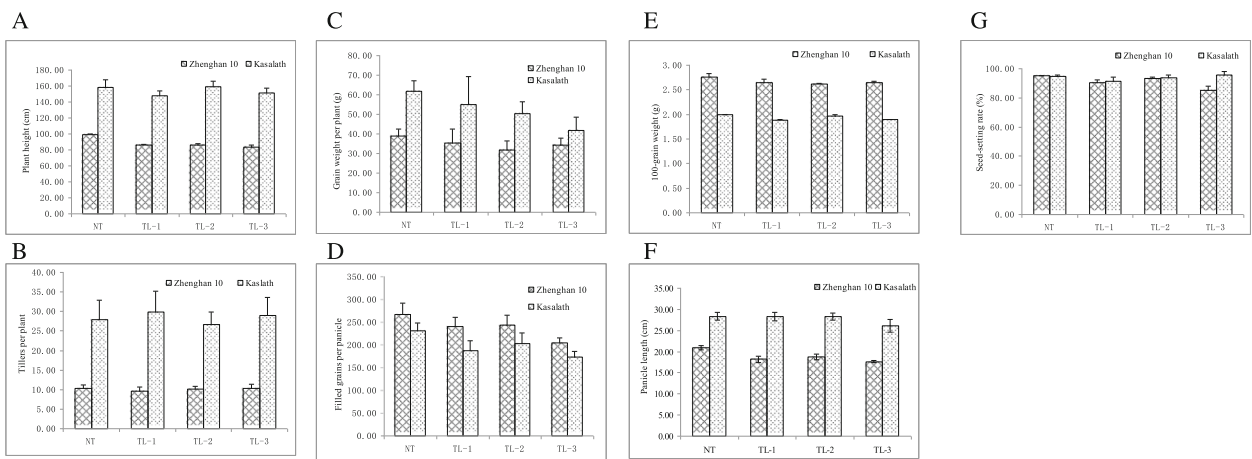 A
Plant height (cm)
Zhenghan 10 Kasalath
180. 00
160. 00
140. 00
120. 00
100. 00
80. 00
60. 00
40. 00
20. 00
0. 00
NT TL-1 TL-2 TL-3
C
Grain weight per plant (g)
Zhenghan 10
Kasalath
80. 00
70. 00
60. 00
50. 00
40. 00
30. 00
20. 00
10. 00
0. 00
NT TL-1 TL-2 TL-3
E
100-grain weight (g)
Zhenghan 10 Kasalath
3. 00
2. 50
2. 00
1. 50
1. 00
0. 50
0. 00
NT TL-1 TL-2 TL-3
G
Seed-setting rate (%)
Zhenghan 10 Kasalath
100. 00
80. 00
60. 00
40. 00
20. 00
0. 00
NT TL-1 TL-2 TL-3
B
Tillers per plant
Zhenghan 10 Kaslath
40. 00
35. 00
30. 00
25. 00
20. 00
15. 00
10. 00
5. 00
0. 00
NT TL-1 TL-2 TL-3
D
Filled grains per panicle
Zhenghan 10
Kasalath
350. 00
300. 00
250. 00
200. 00
150. 00
100. 00
50. 00
0. 00
NT TL-1 TL-2 TL-3
F
Panicle length (cm)
Zhenghan 10 Kasalath
35.00
30.00
25.00
20.00
15.00
10.00
5.00
0.00
NT TL-1 TL-2 TL-3